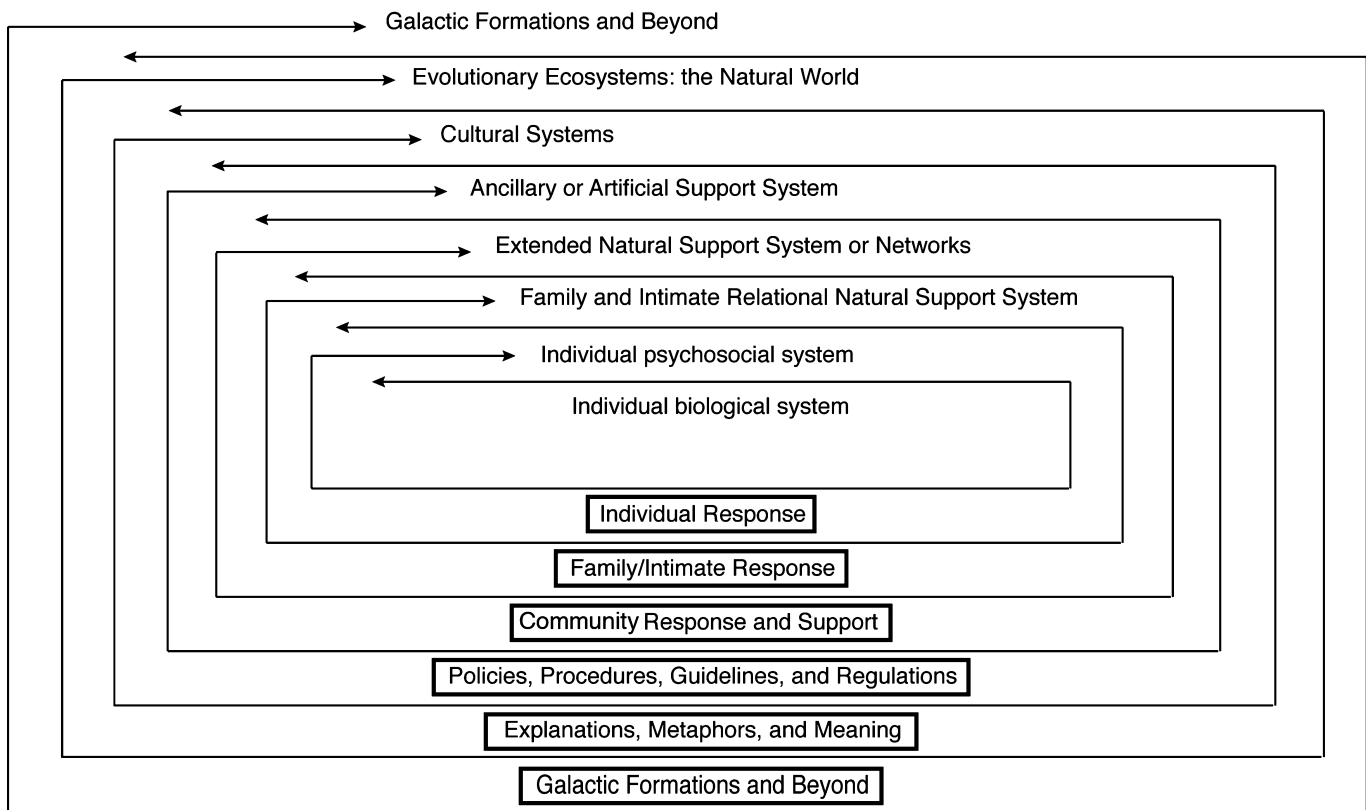 Galactic Formations and Beyond
Evolutionary Ecosystems: the Natural World
Cultural Systems
Ancillary or Artificial Support System
Extended Natural Support System or Networks
Family and Intimate Relational Natural Support System
Individual psychosocial system
Individual biological system
Individual Response
Family/Intimate Response
Community Response and Support
Policies, Procedures, Guidelines, and Regulations
Explanations, Metaphors, and Meaning
Galactic Formations and Beyond